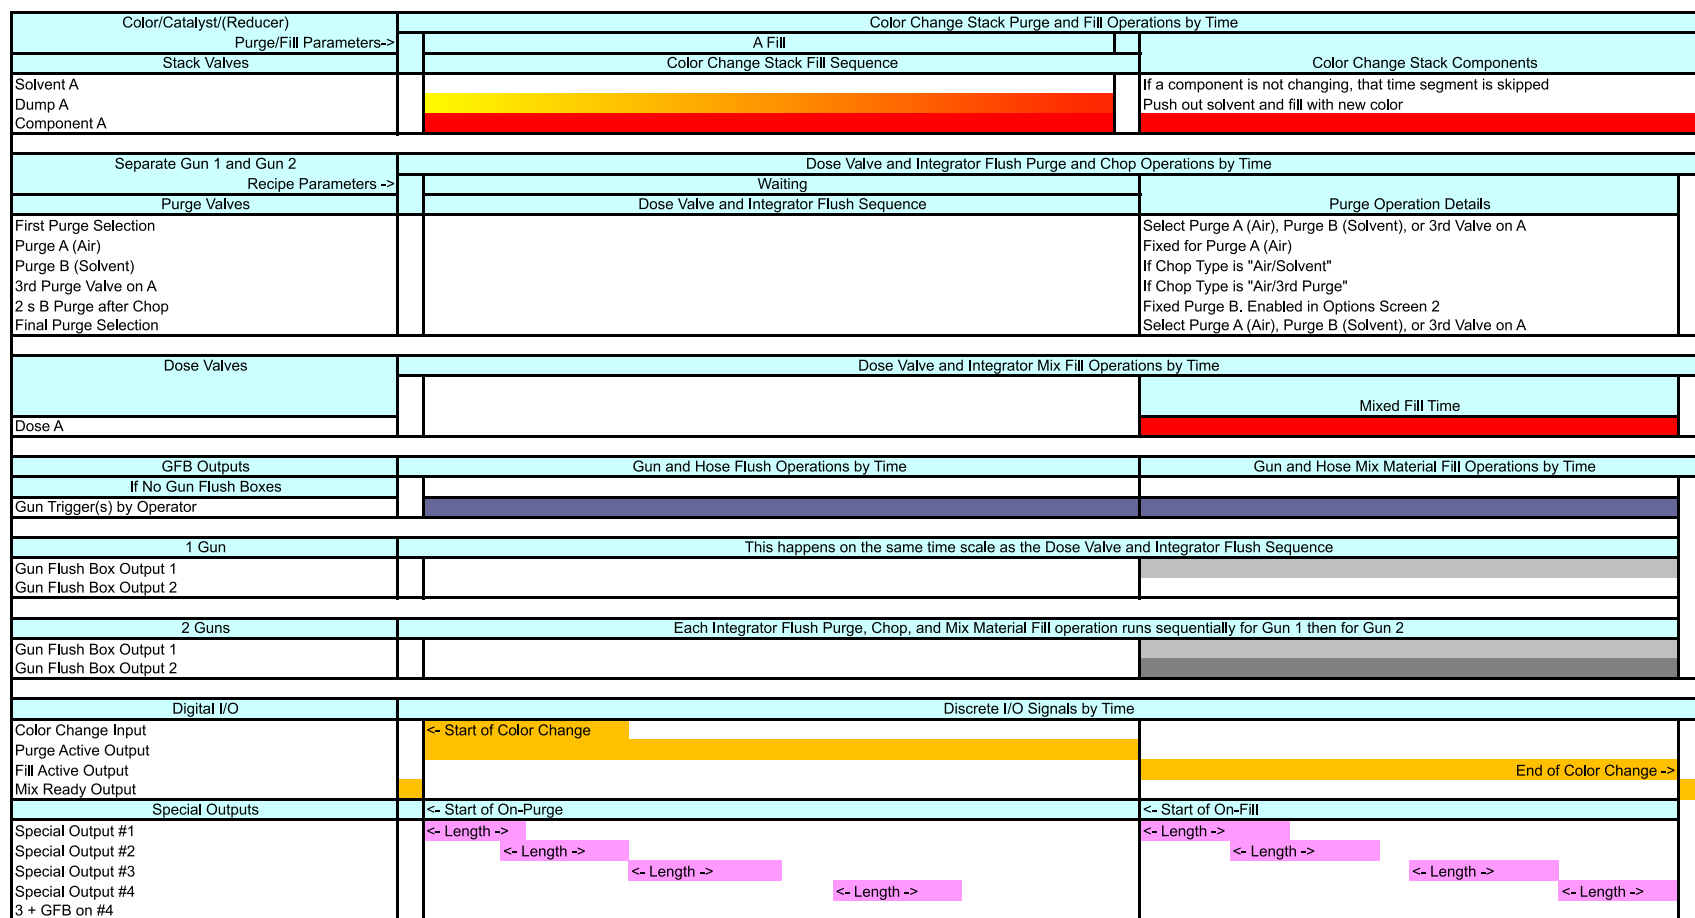 Color/Catalyst/(Reducer)
Color Change Stack Purge and Fill Operations by Time
Purge/Fill Parameters->
A Fill
Stack Valves
Color Change Stack Fill Sequence
Color Change Stack Components
Solvent A
If a component is not changing, that time segment is skipped
Dump A
Push out solvent and fill with new color
Component A
Separate Gun 1 and Gun 2
Dose Valve and Integrator Flush Purge and Chop Operations by Time
Recipe Parameters ->
Waiting
Purge Valves
Dose Valve and Integrator Flush Sequence
Purge Operation Details
First Purge Selection
Select Purge A (Air), Purge B (Solvent), or 3rd Valve on A
Purge A (Air)
Fixed for Purge A (Air)
Purge B (Solvent)
If Chop Type is "Air/Solvent"
3rd Purge Valve on A
If Chop Type is "Air/3rd Purge"
2 s B Purge after Chop
Fixed Purge B. Enabled in Options Screen 2
Final Purge Selection
Select Purge A (Air), Purge B (Solvent), or 3rd Valve on A
Dose Valves
Dose Valve and Integrator Mix Fill Operations by Time
Mixed Fill Time
Dose A
GFB Outputs
Gun and Hose Flush Operations by Time
Gun and Hose Mix Material Fill Operations by Time
If No Gun Flush Boxes
Gun Trigger(s) by Operator
1 Gun
This happens on the same time scale as the Dose Valve and Integrator Flush Sequence
Gun Flush Box Output 1
Gun Flush Box Output 2
2 Guns
Each Integrator Flush Purge, Chop, and Mix Material Fill operation runs sequentially for Gun 1 then for Gun 2
Gun Flush Box Output 1
Gun Flush Box Output 2
Digital I/O
Discrete I/O Signals by Time
Color Change Input
<- Start of Color Change
Purge Active Output
Fill Active Output
End of Color Change ->
Mix Ready Output
Special Outputs
<- Start of On-Purge
<- Start of On-Fill
Special Output #1
<- Length ->
<- Length ->
Special Output #2
<- Length ->
<- Length ->
Special Output #3
<- Length ->
<- Length ->
Special Output #4
<- Length ->
<- Length ->
3 + GFB on #4